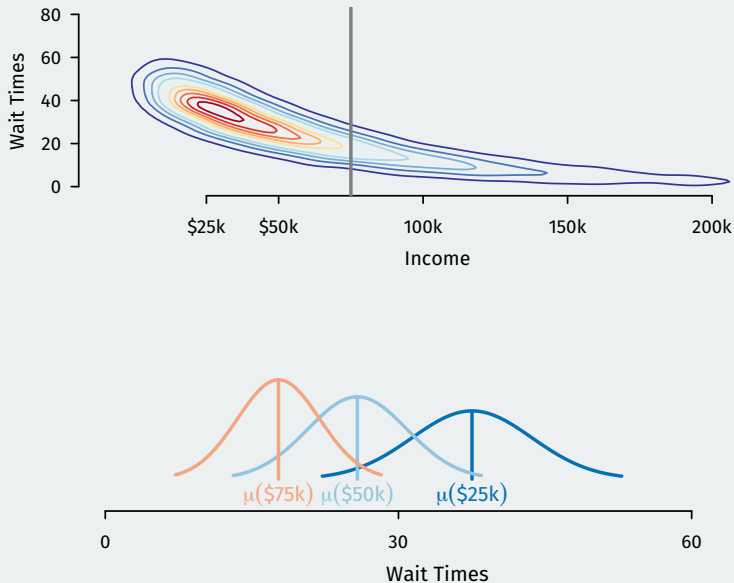 80
60
40
20
0
Wait Times
$25k $50k 100k 150k 200k
Income
μ($75k) μ($50k) μ($25k)
0 30 60
Wait Times